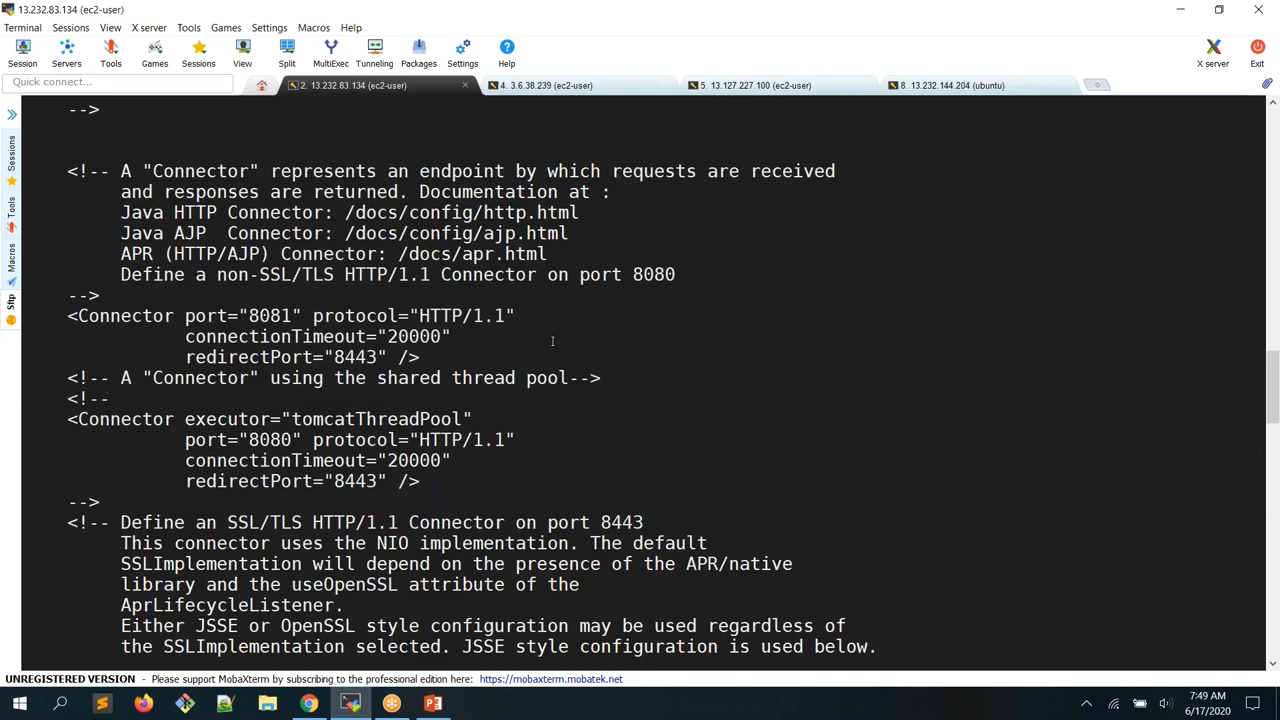 13.232.83.134 (ec2-user)
Terminal Sessions View X server Tools Games Settings Macros Help
Session Servers Tools Games Sessions View Split MultiExec Tunneling Packages Settings Help X server Exit
Quick connect...
2. 13.232.83.134 (ec2-user)
4. 3.6.38.239 (ec2-user)
5. 13.127.227.100 (ec2-user)
8. 13.232.144.204 (ubuntu)
Sessions
Tools
Macros
Sftp
-->
<!-- A "Connector" represents an endpoint by which requests are received
and responses are returned. Documentation at :
Java HTTP Connector: /docs/config/http.html
Java AJP  Connector: /docs/config/ajp.html
APR (HTTP/AJP) Connector: /docs/apr.html
Define a non-SSL/TLS HTTP/1.1 Connector on port 8080
-->
<Connector port="8081" protocol="HTTP/1.1"
connectionTimeout="20000"
redirectPort="8443" />
<!-- A "Connector" using the shared thread pool-->
<!--
<Connector executor="tomcatThreadPool"
port="8080" protocol="HTTP/1.1"
connectionTimeout="20000"
redirectPort="8443" />
-->
<!-- Define an SSL/TLS HTTP/1.1 Connector on port 8443
This connector uses the NIO implementation. The default
SSLImplementation will depend on the presence of the APR/native
library and the useOpenSSL attribute of the
AprLifecycleListener.
Either JSSE or OpenSSL style configuration may be used regardless of
the SSLImplementation selected. JSSE style configuration is used below.
UNREGISTERED VERSION - Please support MobaXterm by subscribing to the professional edition here: https://mobaxterm.mobatek.net
7:49 AM
6/17/2020